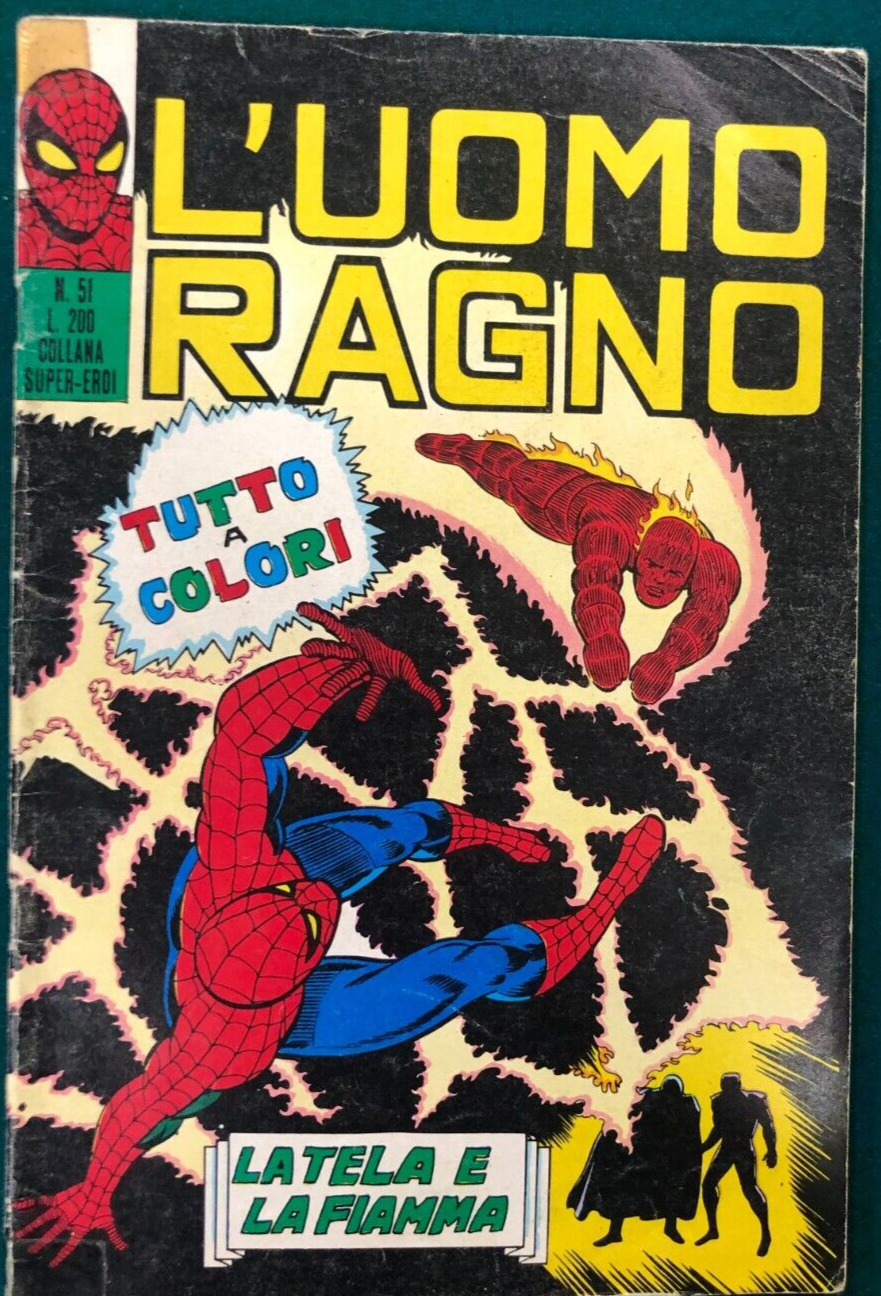 L'UOMO
RAGNO
N. 51
L. 200
COLLANA
SUPER-EROI
TUTTO
A
COLORI
LA TELA E
LA FIAMMA